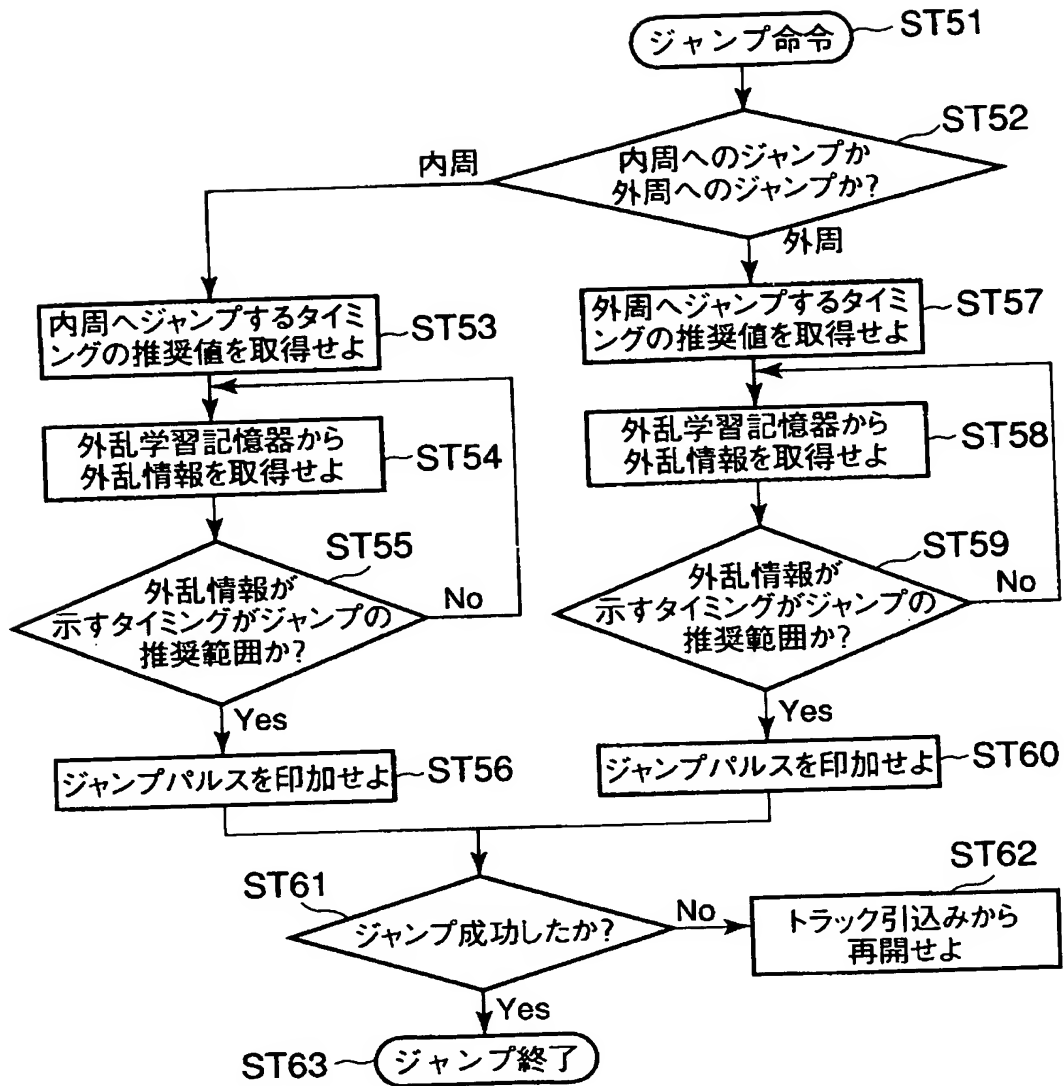 ジャンプ命令
ST51
ST52
内周へのジャンプか
外周へのジャンプか?
内周
外周
内周へジャンプするタイミ
ングの推奨値を取得せよ
ST53
外周へジャンプするタイミ
ングの推奨値を取得せよ
ST57
外乱学習記憶器から
外乱情報を取得せよ
ST54
外乱学習記憶器から
外乱情報を取得せよ
ST58
ST55
外乱情報が
示すタイミングがジャンプの
推奨範囲か?
No
Yes
ST59
外乱情報が
示すタイミングがジャンプの
推奨範囲か?
No
Yes
ジャンプパルスを印加せよ
ST56
ジャンプパルスを印加せよ
ST60
ST61
ジャンプ成功したか?
No
Yes
ST62
トラック引込みから
再開せよ
ST63
ジャンプ終了